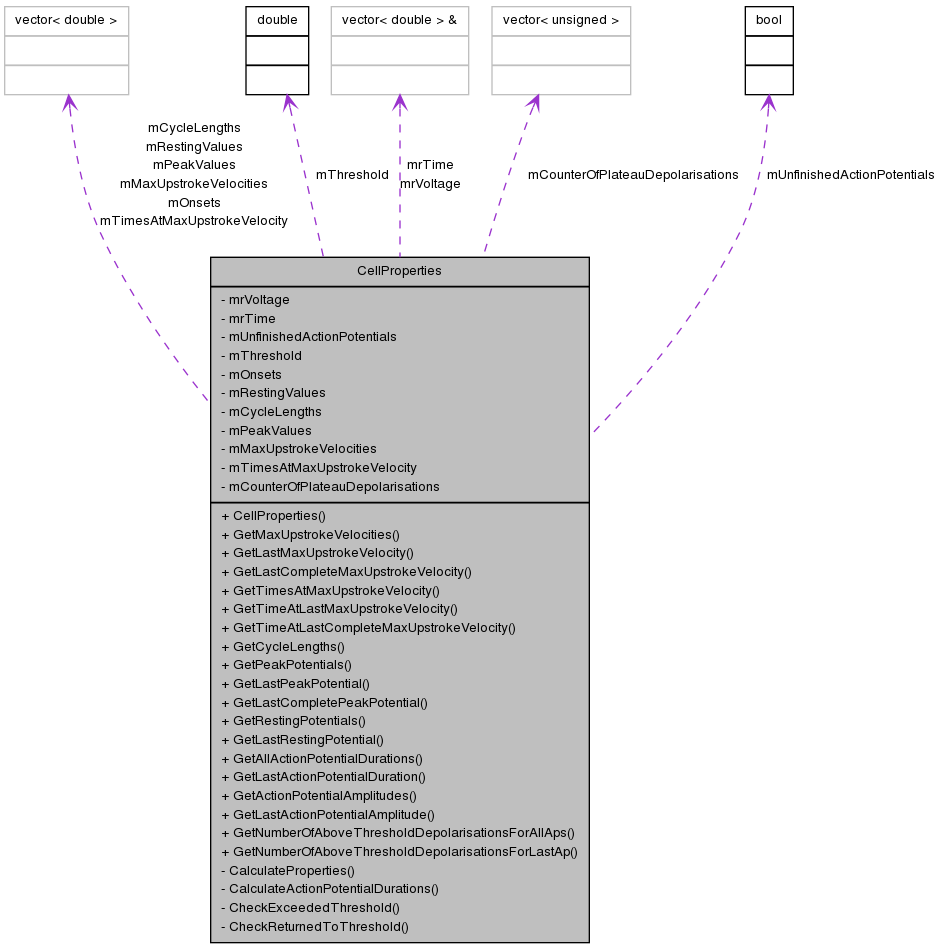 vector< double >
double
vector< double > &
vector< unsigned >
bool
mCycleLengths
mRestingValues
mPeakValues
mMaxUpstrokeVelocities
mOnsets
mTimesAtMaxUpstrokeVelocity
mThreshold
mrTime
mrVoltage
mCounterOfPlateauDepolarisations
mUnfinishedActionPotentials
CellProperties
- mrVoltage
- mrTime
- mUnfinishedActionPotentials
- mThreshold
- mOnsets
- mRestingValues
- mCycleLengths
- mPeakValues
- mMaxUpstrokeVelocities
- mTimesAtMaxUpstrokeVelocity
- mCounterOfPlateauDepolarisations
+ CellProperties()
+ GetMaxUpstrokeVelocities()
+ GetLastMaxUpstrokeVelocity()
+ GetLastCompleteMaxUpstrokeVelocity()
+ GetTimesAtMaxUpstrokeVelocity()
+ GetTimeAtLastMaxUpstrokeVelocity()
+ GetTimeAtLastCompleteMaxUpstrokeVelocity()
+ GetCycleLengths()
+ GetPeakPotentials()
+ GetLastPeakPotential()
+ GetLastCompletePeakPotential()
+ GetRestingPotentials()
+ GetLastRestingPotential()
+ GetAllActionPotentialDurations()
+ GetLastActionPotentialDuration()
+ GetActionPotentialAmplitudes()
+ GetLastActionPotentialAmplitude()
+ GetNumberOfAboveThresholdDepolarisationsForAllAps()
+ GetNumberOfAboveThresholdDepolarisationsForLastAp()
- CalculateProperties()
- CalculateActionPotentialDurations()
- CheckExceededThreshold()
- CheckReturnedToThreshold()